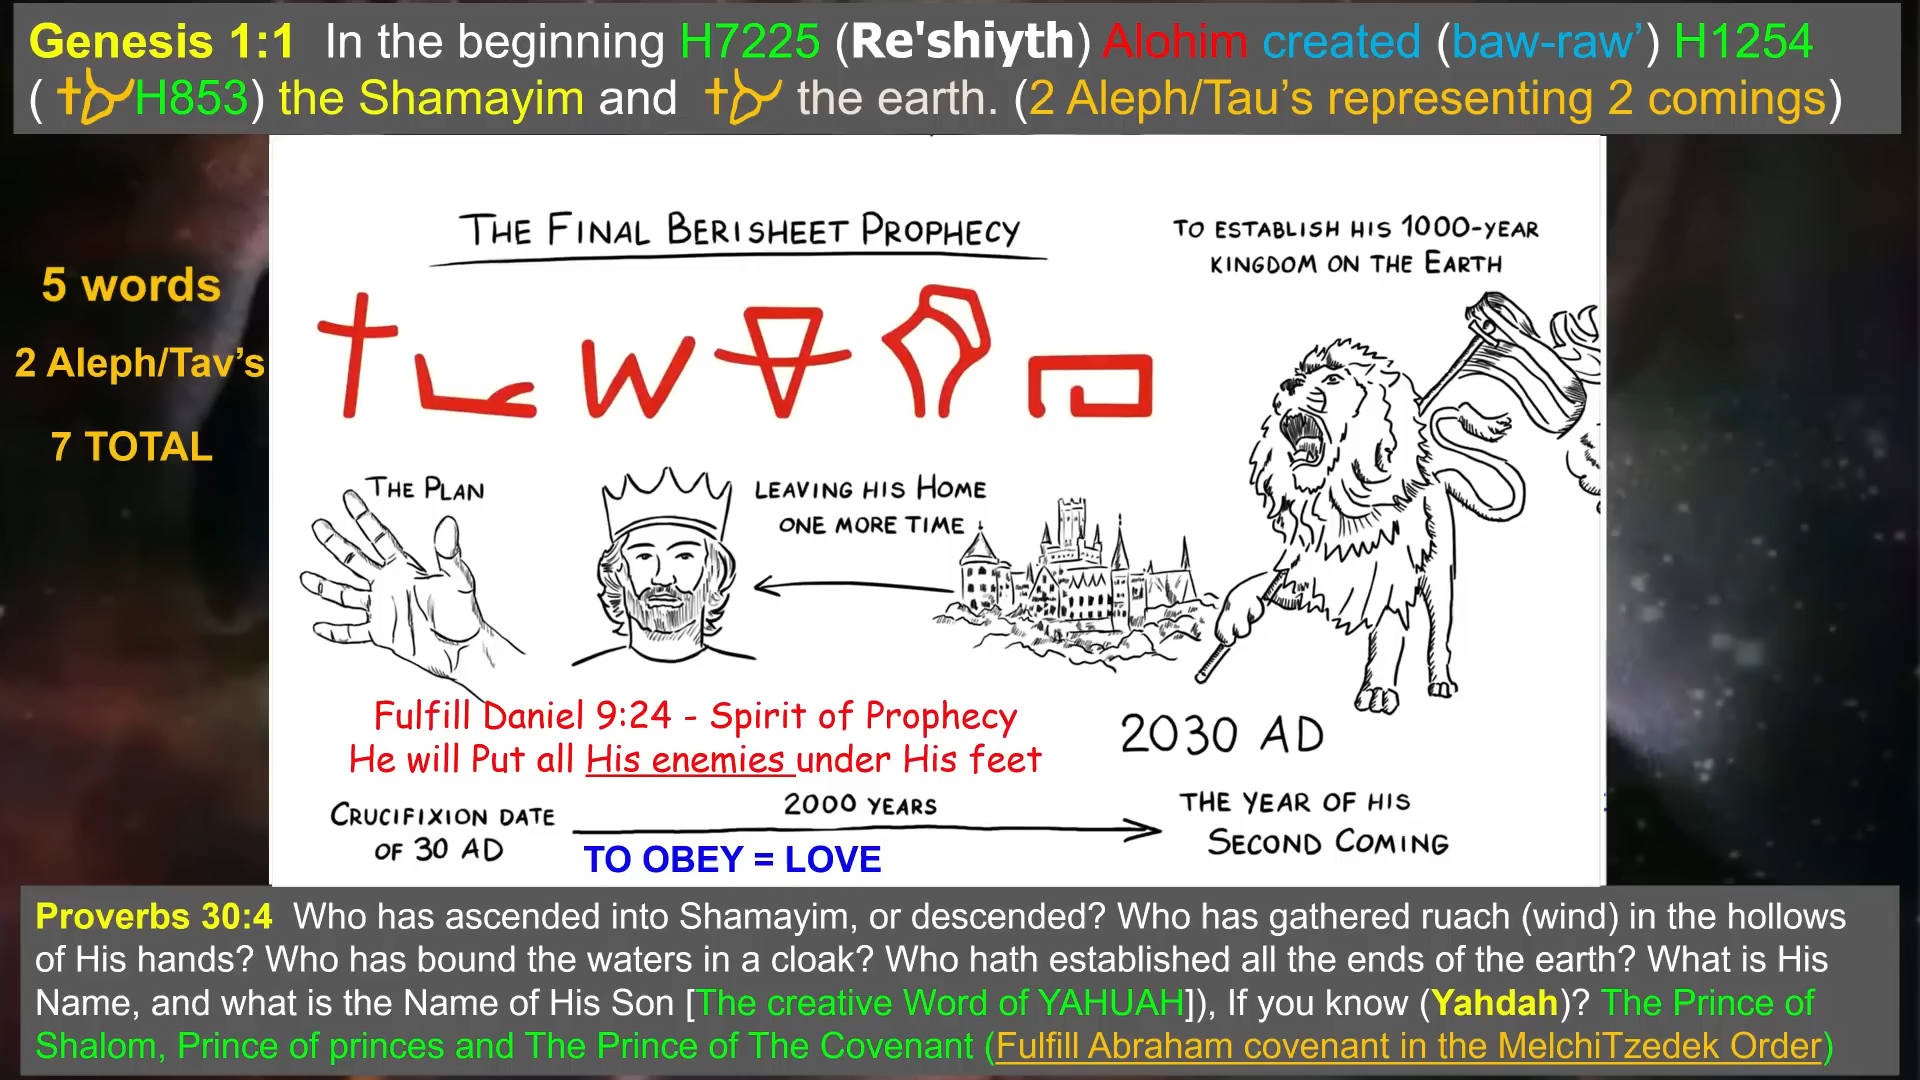 Genesis 1:1 In the beginning H7225 (Re'shiyth) Alohim created (baw-raw’) H1254
( 𐤕𐤀H853) the Shamayim and 𐤕𐤀 the earth. (2 Aleph/Tau’s representing 2 comings)
THE FINAL BERISHEET PROPHECY
TO ESTABLISH HIS 1000-YEAR
KINGDOM ON THE EARTH
5 words
2 Aleph/Tav’s
7 TOTAL
𐤕𐤉𐤔𐤀𐤓𐤁
THE PLAN
LEAVING HIS HOME
ONE MORE TIME
Fulfill Daniel 9:24 - Spirit of Prophecy
He will Put all His enemies under His feet
2030 AD
CRUCIFIXION DATE
OF 30 AD
2000 YEARS
TO OBEY = LOVE
THE YEAR OF HIS
SECOND COMING
Proverbs 30:4 Who has ascended into Shamayim, or descended? Who has gathered ruach (wind) in the hollows
of His hands? Who has bound the waters in a cloak? Who hath established all the ends of the earth? What is His
Name, and what is the Name of His Son [The creative Word of YAHUAH]), If you know (Yahdah)? The Prince of
Shalom, Prince of princes and The Prince of The Covenant (Fulfill Abraham covenant in the MelchiTzedek Order)